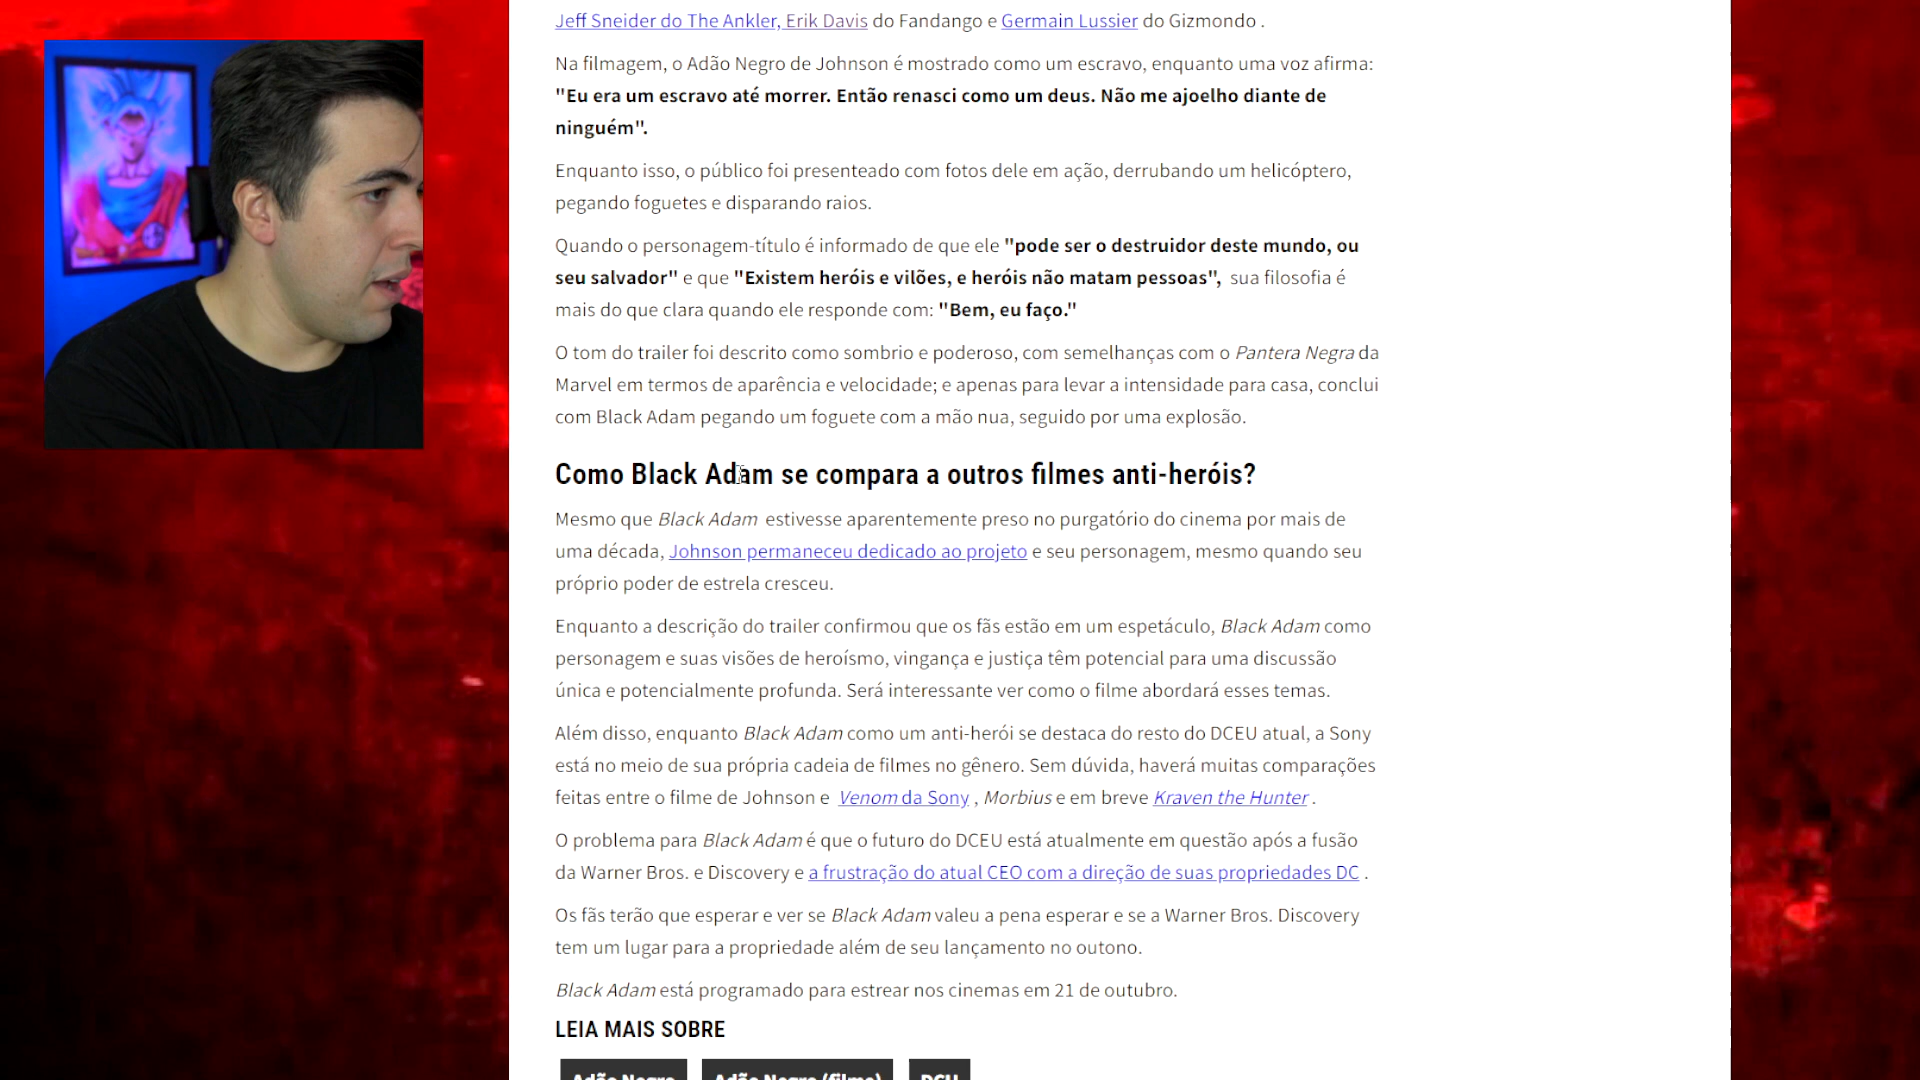 Jeff Sneider do The Ankler, Erik Davis do Fandango e Germain Lussier do Gizmondo .
Na filmagem, o Adão Negro de Johnson é mostrado como um escravo, enquanto uma voz afirma:
"Eu era um escravo até morrer. Então renasci como um deus. Não me ajoelho diante de
ninguém".
Enquanto isso, o público foi presenteado com fotos dele em ação, derrubando um helicóptero,
pegando foguetes e disparando raios.
Quando o personagem-título é informado de que ele "pode ser o destruidor deste mundo, ou
seu salvador" e que "Existem heróis e vilões, e heróis não matam pessoas", sua filosofia é
mais do que clara quando ele responde com: "Bem, eu faço."
O tom do trailer foi descrito como sombrio e poderoso, com semelhanças com o Pantera Negra da
Marvel em termos de aparência e velocidade; e apenas para levar a intensidade para casa, conclui
com Black Adam pegando um foguete com a mão nua, seguido por uma explosão.
Como Black Adam se compara a outros filmes anti-heróis?
Mesmo que Black Adam estivesse aparentemente preso no purgatório do cinema por mais de
uma década, Johnson permaneceu dedicado ao projeto e seu personagem, mesmo quando seu
próprio poder de estrela cresceu.
Enquanto a descrição do trailer confirmou que os fãs estão em um espetáculo, Black Adam como
personagem e suas visões de heroísmo, vingança e justiça têm potencial para uma discussão
única e potencialmente profunda. Será interessante ver como o filme abordará esses temas.
Além disso, enquanto Black Adam como um anti-herói se destaca do resto do DCEU atual, a Sony
está no meio de sua própria cadeia de filmes no gênero. Sem dúvida, haverá muitas comparações
feitas entre o filme de Johnson e Venom da Sony , Morbius e em breve Kraven the Hunter .
O problema para Black Adam é que o futuro do DCEU está atualmente em questão após a fusão
da Warner Bros. e Discovery e a frustração do atual CEO com a direção de suas propriedades DC .
Os fãs terão que esperar e ver se Black Adam valeu a pena esperar e se a Warner Bros. Discovery
tem um lugar para a propriedade além de seu lançamento no outono.
Black Adam está programado para estrear nos cinemas em 21 de outubro.
LEIA MAIS SOBRE
Adão Negro Adão Negro (filme) DCU